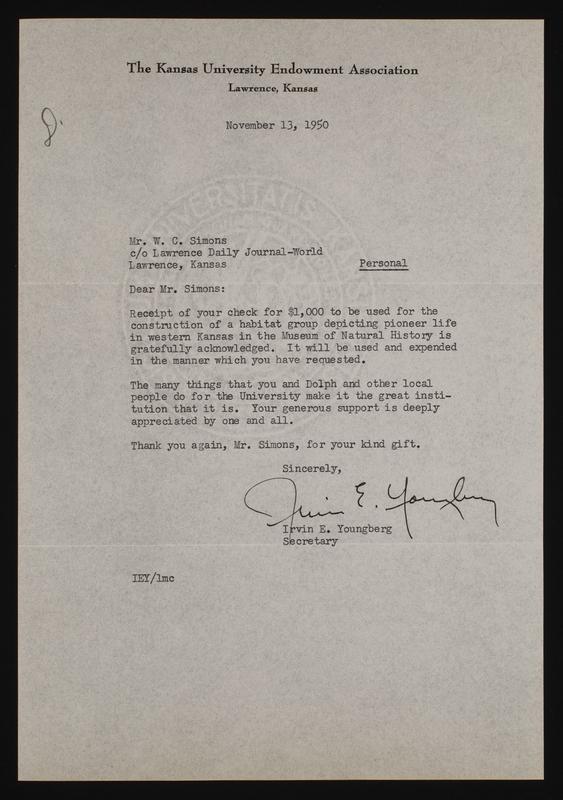 The Kansas University Endowment Association
Lawrence, Kansas
November 13, 1950
Mr. W. C. Simons
c/o Lawrence Daily Journal-World
Lawrence, Kansas
Personal
Dear Mr. Simons:
Receipt of your check for $1,000 to be used for the
construction of a habitat group depicting pioneer life
in western Kansas in the Museum of Natural History is
gratefully acknowledged. It will be used and expended
in the manner which you have requested.
The many things that you and Dolph and other local
people do for the University make it the great insti-
tution that it is. Your generous support is deeply
appreciated by one and all.
Thank you again, Mr. Simons, for your kind gift.
Sincerely,
Irvin E. Youngberg
Irvin E. Youngberg
Secretary
IEY/lmc